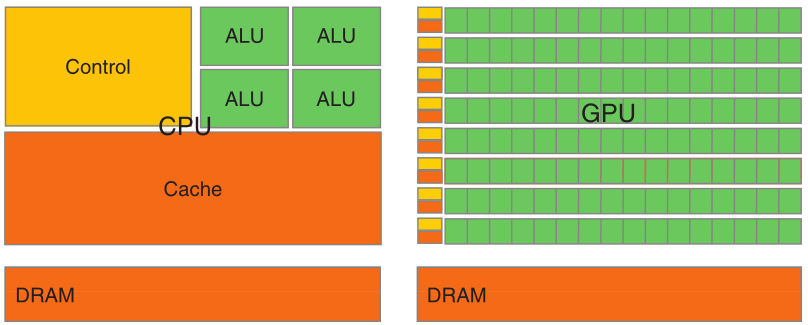 Control
ALU ALU
ALU ALU
CPU
Cache
DRAM
GPU
DRAM